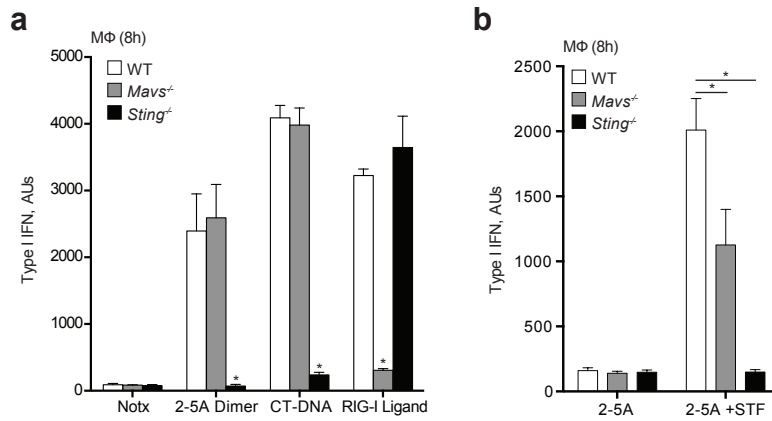 a
MΦ (8h)
WT
Mavs-/-
Sting-/-
Type I IFN, AUs
5000
4000
3000
2000
1000
0
*
*
*
Notx
2-5A Dimer
CT-DNA
RIG-I Ligand
b
MΦ (8h)
WT
Mavs-/-
Sting-/-
Type I IFN, AUs
2500
2000
1500
1000
500
0
*
*
2-5A
2-5A +STF